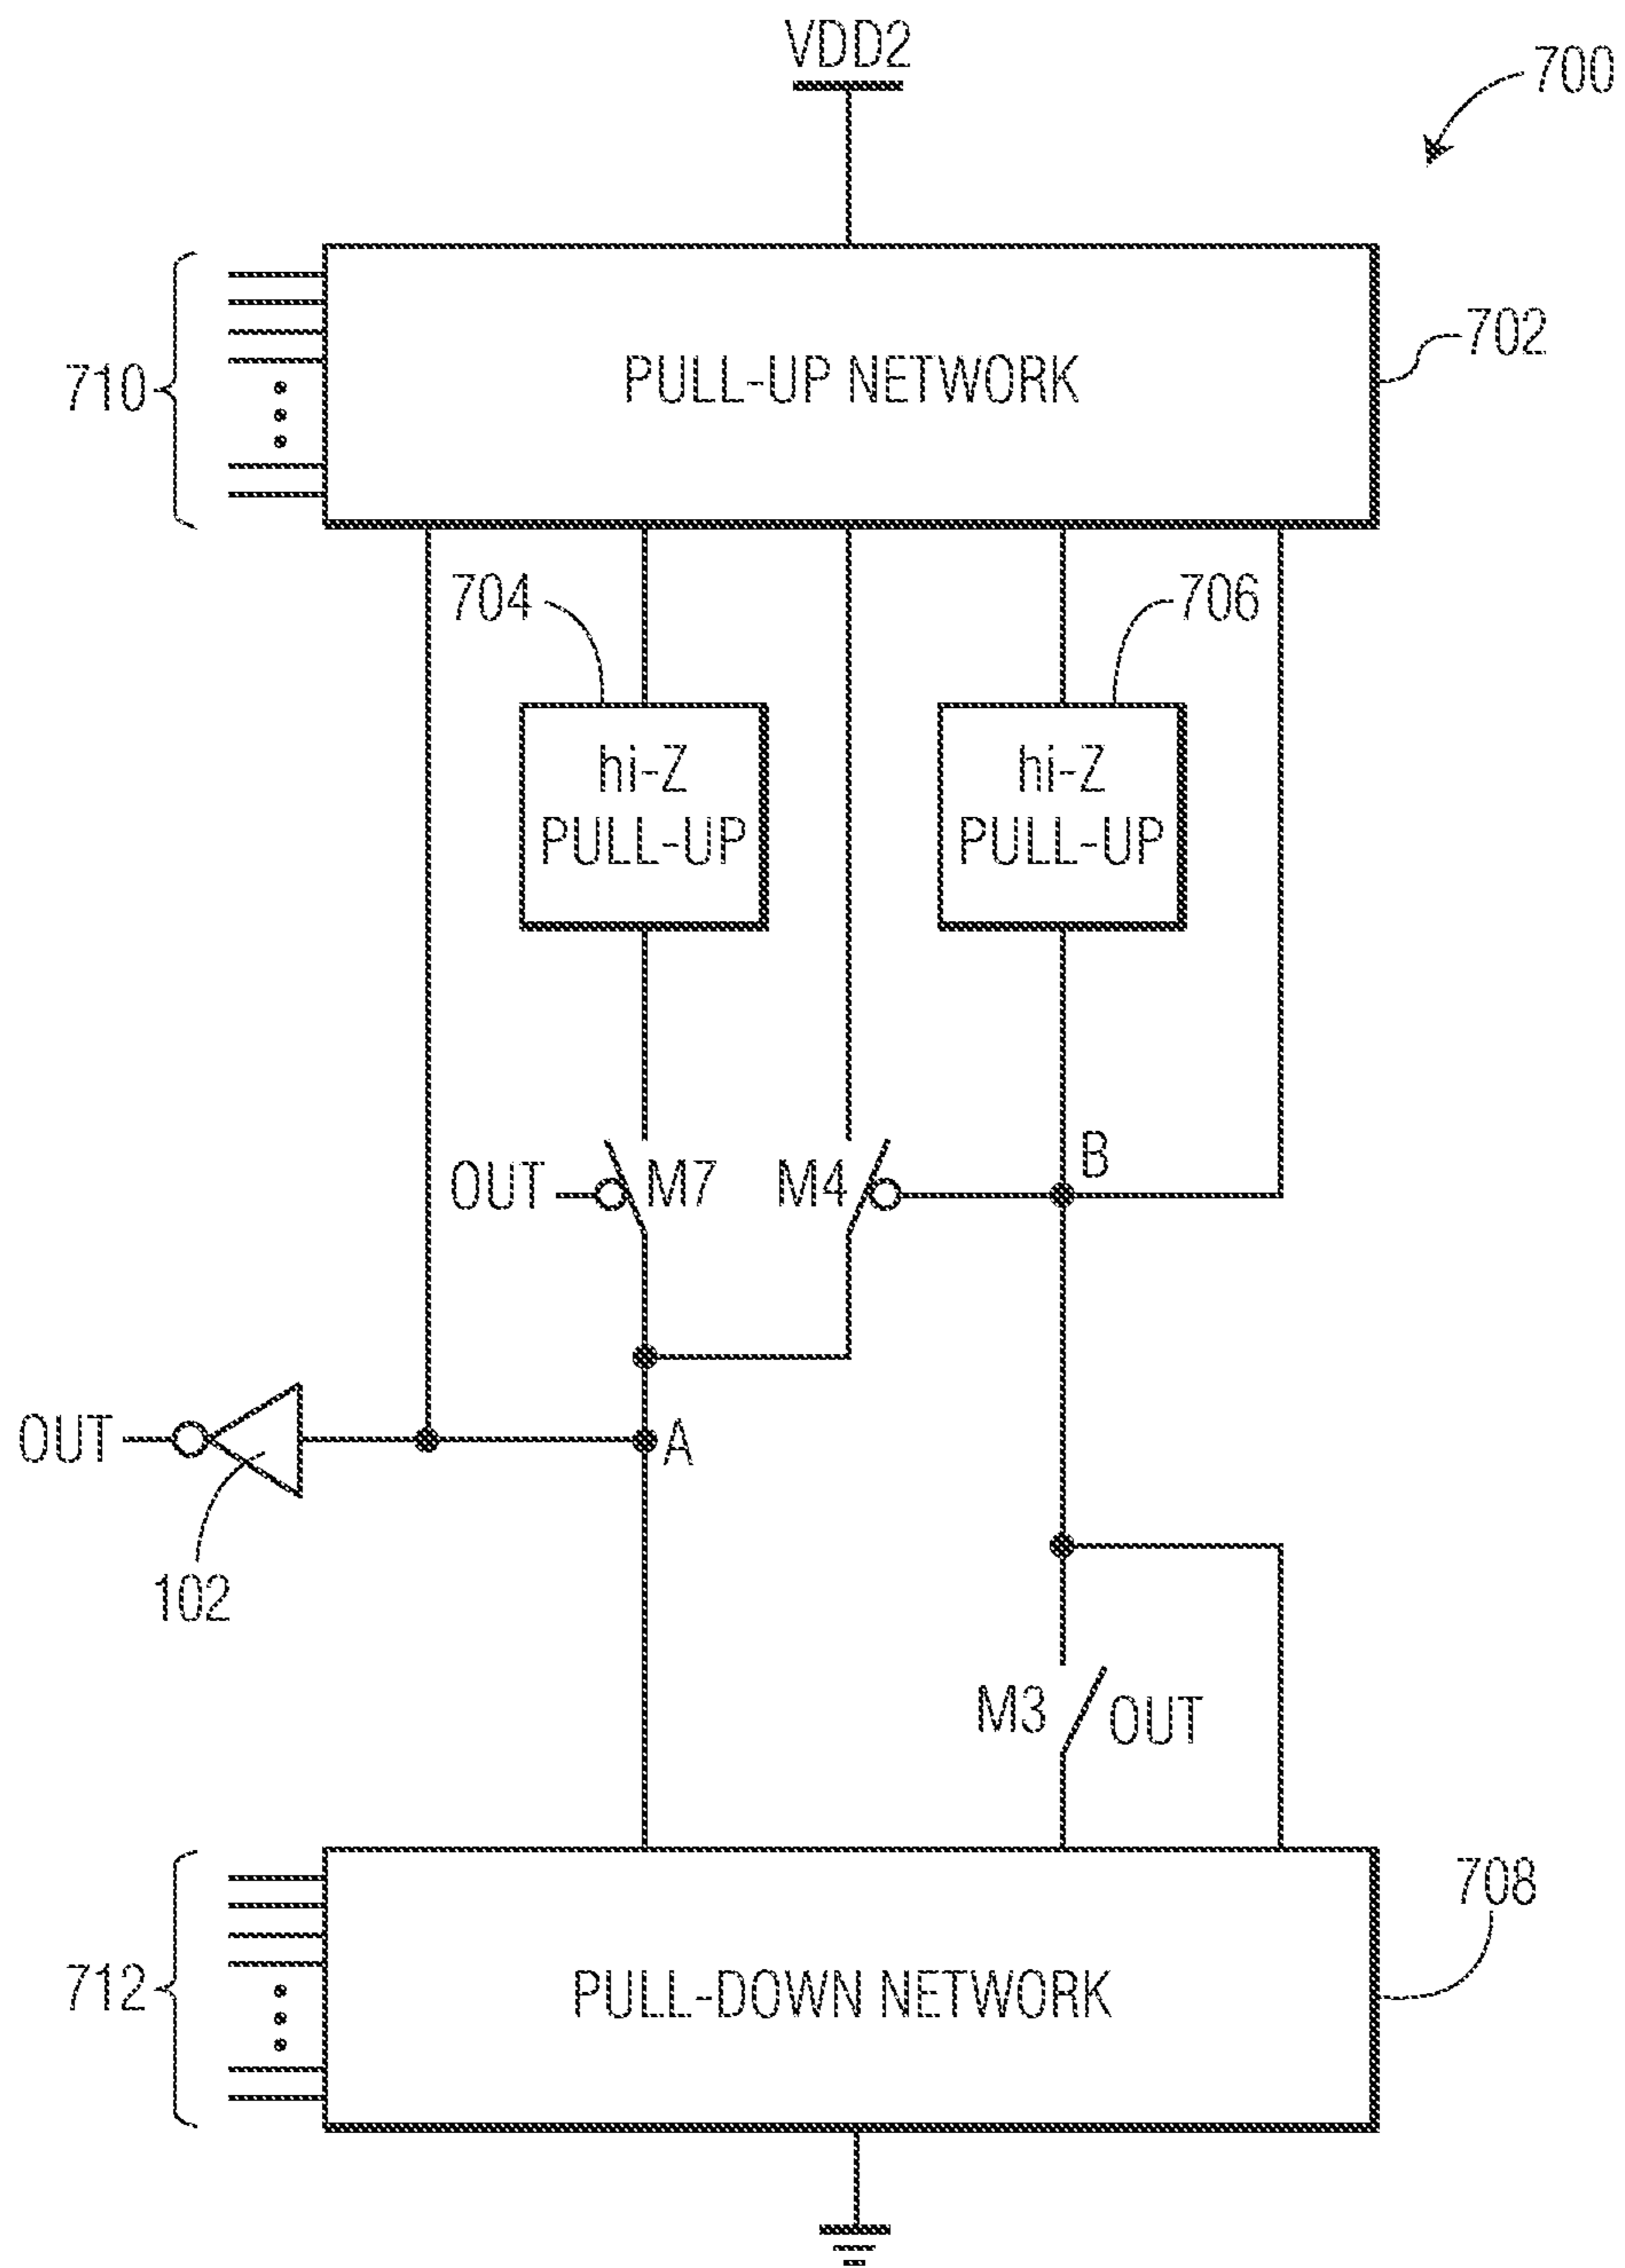 VDD2
700
702
710
PULL-UP NETWORK
704
706
hi-Z
PULL-UP
hi-Z
PULL-UP
B
OUT
M7
M4
OUT
A
102
M3
OUT
708
712
PULL-DOWN NETWORK